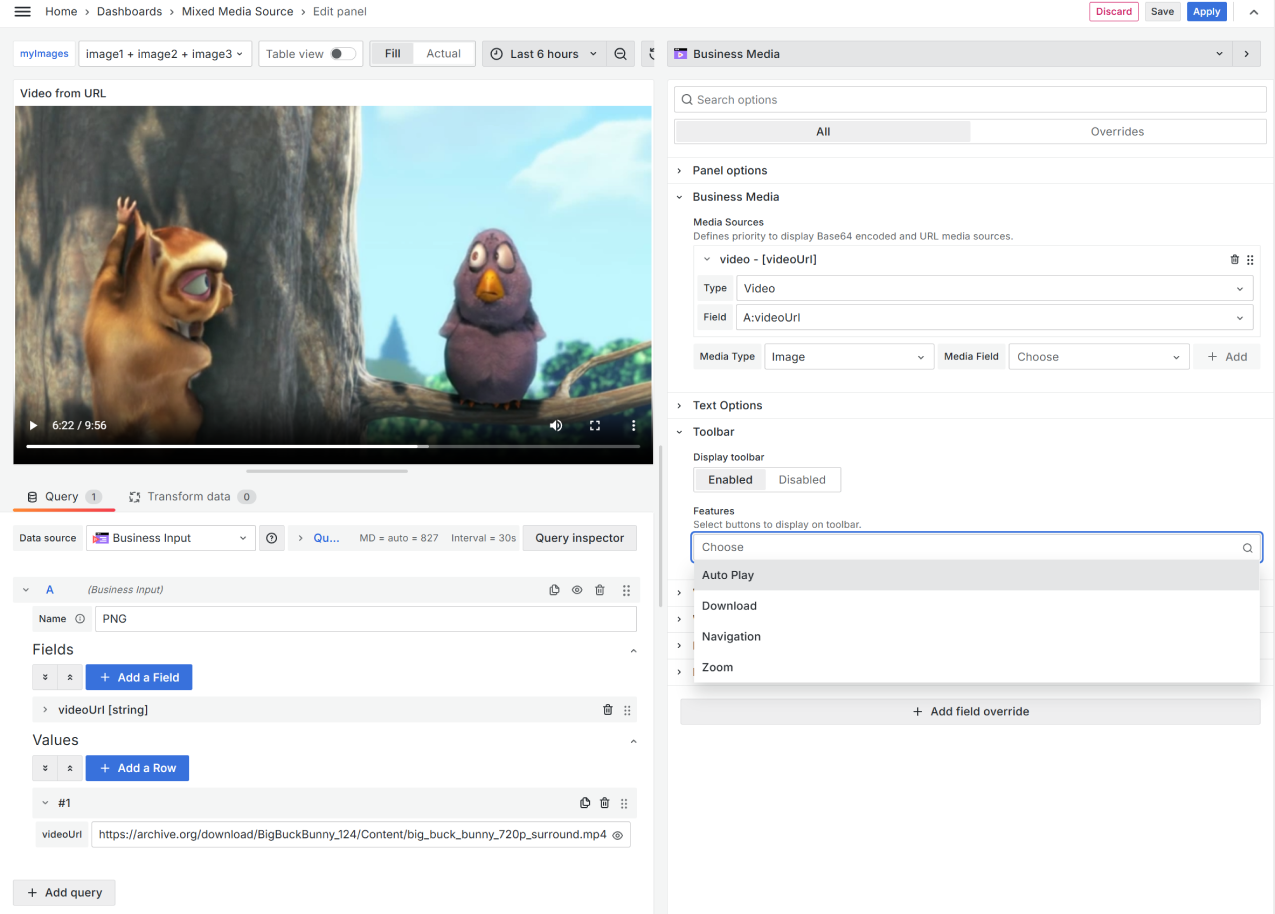 Home › Dashboards › Mixed Media Source › Edit panel
Discard Save Apply
myImages image1 + image2 + image3 Table view Fill Actual Last 6 hours
Business Media
Video from URL
6:22 / 9:56
Query 1 Transform data 0
Data source Business Input Qu... MD = auto = 827 Interval = 30s Query inspector
A (Business Input)
Name PNG
Fields
+ Add a Field
videoUrl [string]
Values
+ Add a Row
#1
videoUrl https://archive.org/download/BigBuckBunny_124/Content/big_buck_bunny_720p_surround.mp4
+ Add query
Search options
All Overrides
Panel options
Business Media
Media Sources
Defines priority to display Base64 encoded and URL media sources.
video - [videoUrl]
Type Video
Field A:videoUrl
Media Type Image Media Field Choose + Add
Text Options
Toolbar
Display toolbar
Enabled Disabled
Features
Select buttons to display on toolbar.
Choose
Auto Play
Download
Navigation
Zoom
+ Add field override